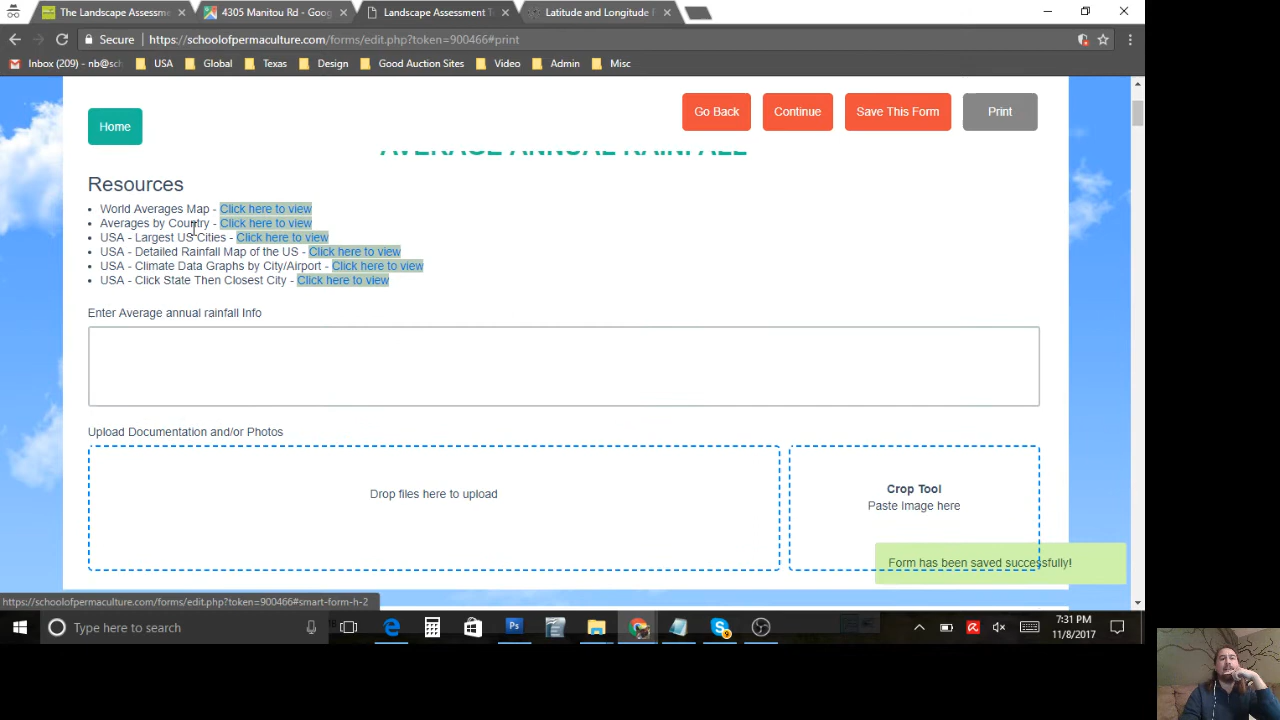 The Landscape Assessm
4305 Manitou Rd - Goog
Landscape Assessment T
Latitude and Longitude
Secure
https://schoolofpermaculture.com/forms/edit.php?token=900466#print
Inbox (209) - nb@sch
USA
Global
Texas
Design
Good Auction Sites
Video
Admin
Misc
Home
Go Back
Continue
Save This Form
Print
AVERAGE ANNUAL RAINFALL
Resources
• World Averages Map - Click here to view
• Averages by Country - Click here to view
• USA - Largest US Cities - Click here to view
• USA - Detailed Rainfall Map of the US - Click here to view
• USA - Climate Data Graphs by City/Airport - Click here to view
• USA - Click State Then Closest City - Click here to view
Enter Average annual rainfall Info
Upload Documentation and/or Photos
Drop files here to upload
Crop Tool
Paste Image here
Form has been saved successfully!
https://schoolofpermaculture.com/forms/edit.php?token=900466#smart-form-h-2
Type here to search
7:31 PM
11/8/2017